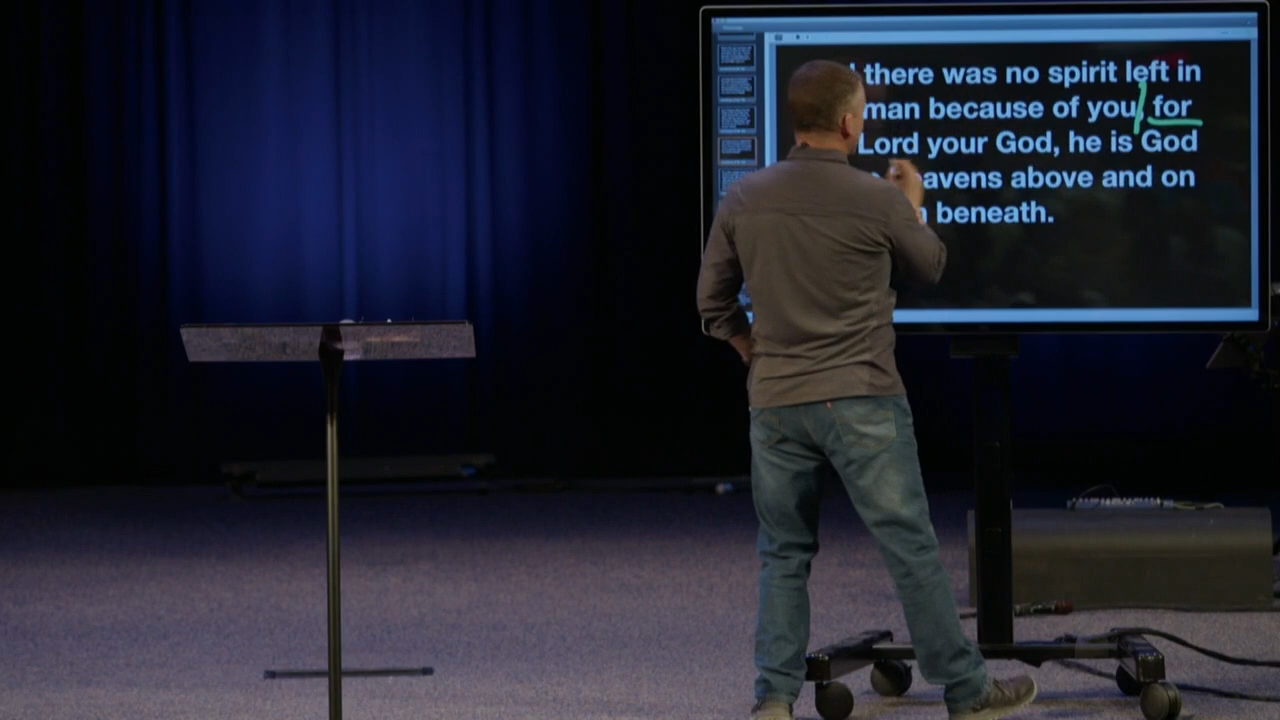 there was no spirit left in
man because of you, for
Lord your God, he is God
above and on
beneath.